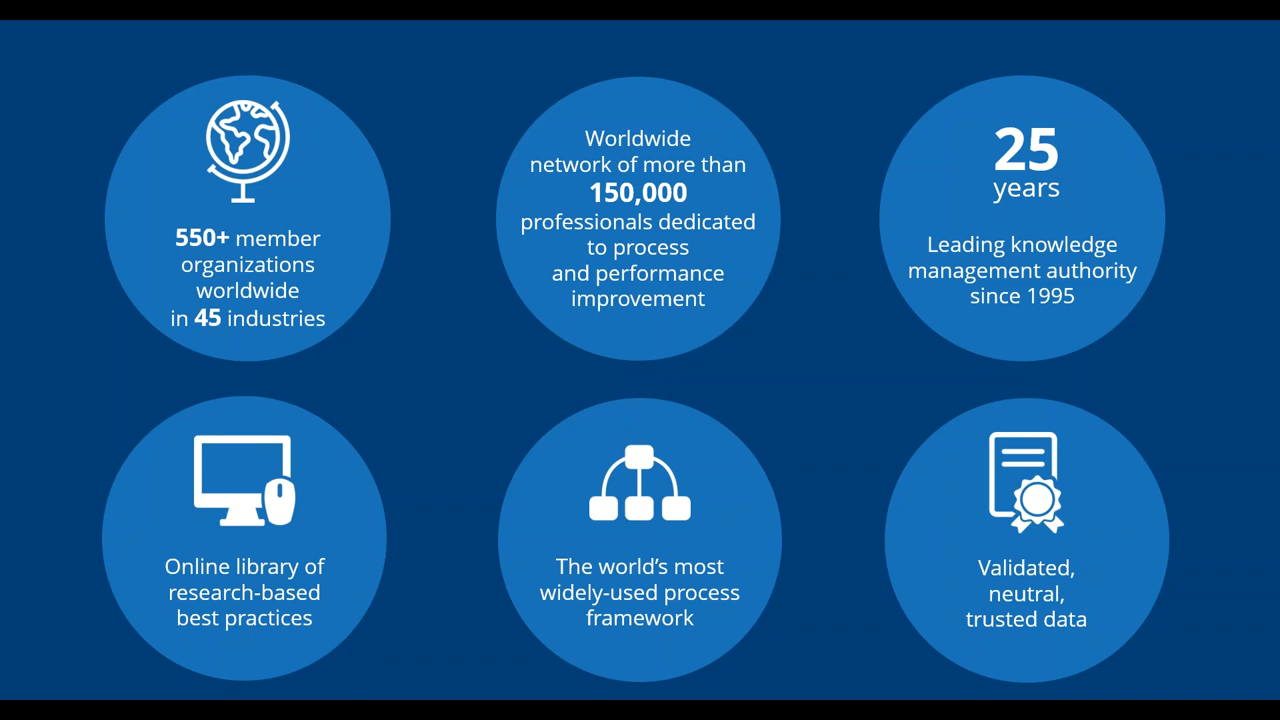 550+ member
organizations
worldwide
in 45 industries
Worldwide
network of more than
150,000
professionals dedicated
to process
and performance
improvement
25
years
Leading knowledge
management authority
since 1995
Online library of
research-based
best practices
The world’s most
widely-used process
framework
Validated,
neutral,
trusted data